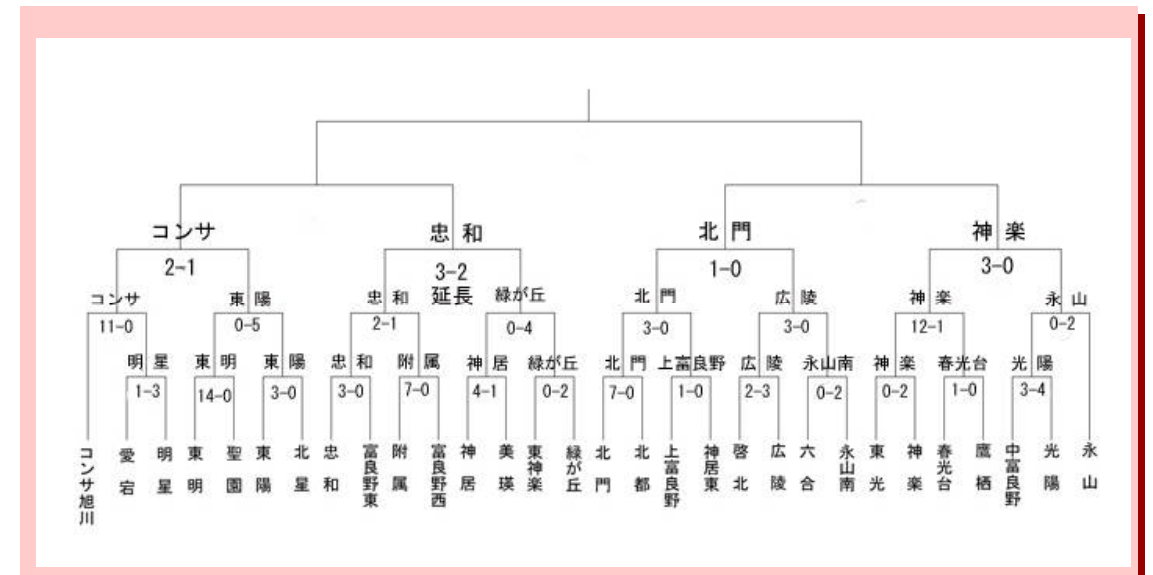 コンサ 忠和 北門 神楽
2-1 3-2 1-0 3-0
延長
コンサ 東陽 忠和 緑が丘 北門 広陵 神楽 永山
11-0 0-5 2-1 0-4 3-0 3-0 12-1 0-2
明星 東明 東陽 忠和 附属 神居 緑が丘 北門 上富良野 広陵 永山南 神楽 春光台 光陽
1-3 14-0 3-0 3-0 7-0 4-1 0-2 7-0 1-0 2-3 0-2 0-2 1-0 3-4
コンサ旭川
愛宕
明星
東明
聖園
東陽
北星
忠和
富良野東
附属
富良野西
神居
美瑛
東神楽
緑が丘
北門
北都
上富良野
神居東
啓北
広陵
六合
永山南
東光
神楽
春光台
鷹栖
中富良野
光陽
永山